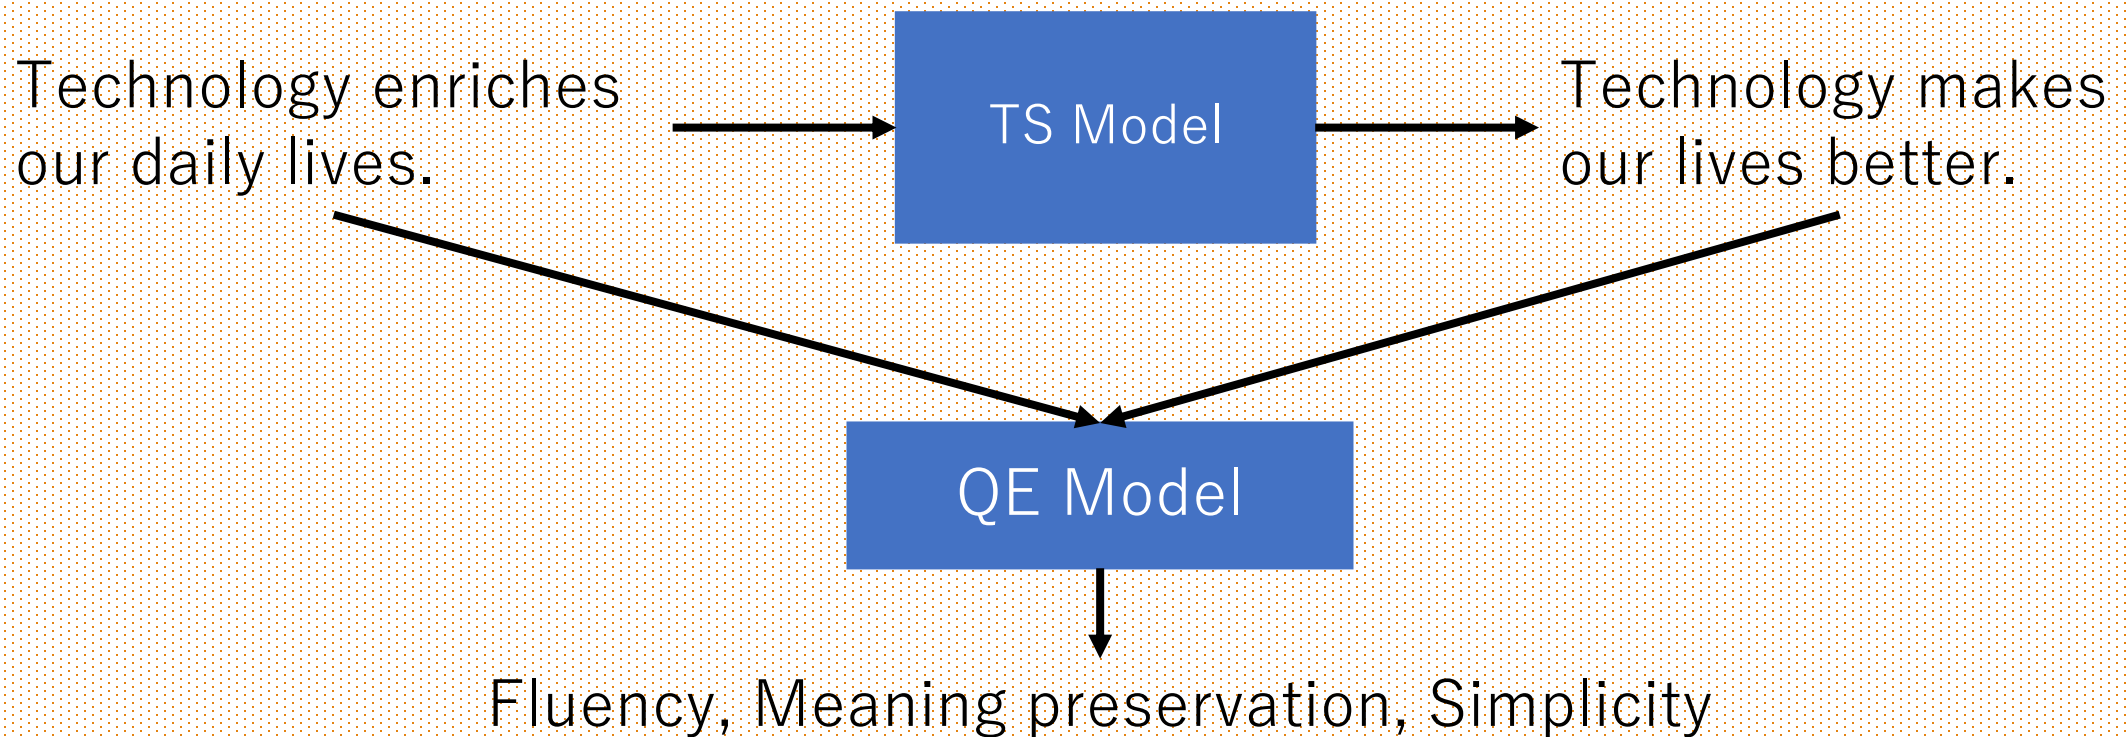 Technology enriches
our daily lives.
TS Model
Technology makes
our lives better.
QE Model
Fluency, Meaning preservation, Simplicity